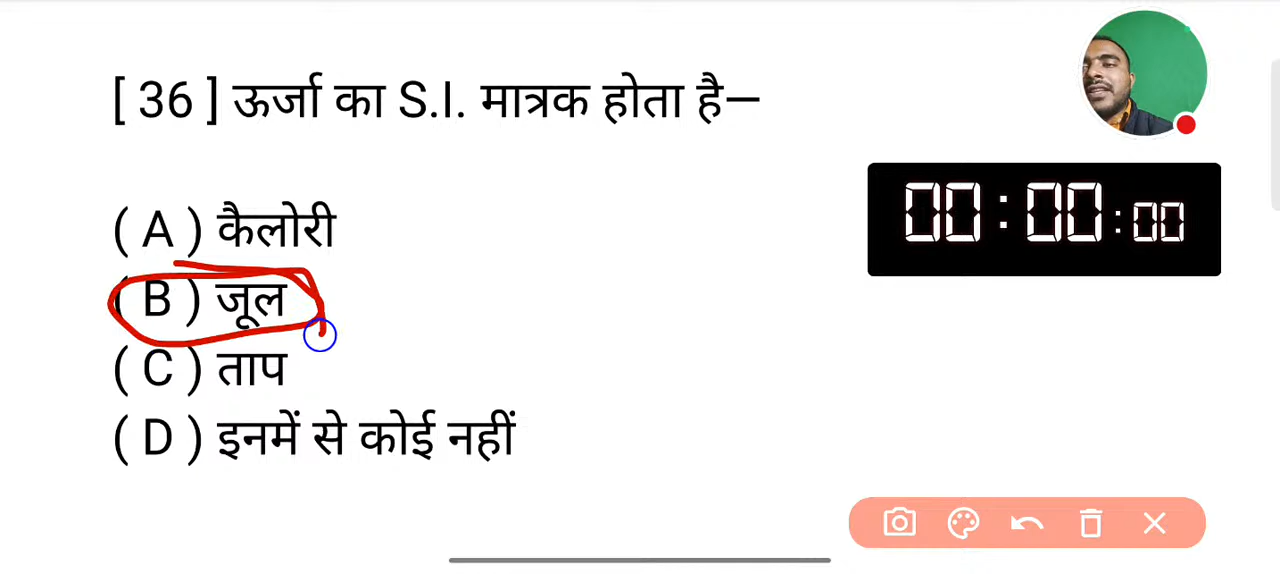 [ 36 ] ऊर्जा का S.I. मात्रक होता है—
00:00:00
( A ) कैलोरी
( B ) जूल
( C ) ताप
( D ) इनमें से कोई नहीं